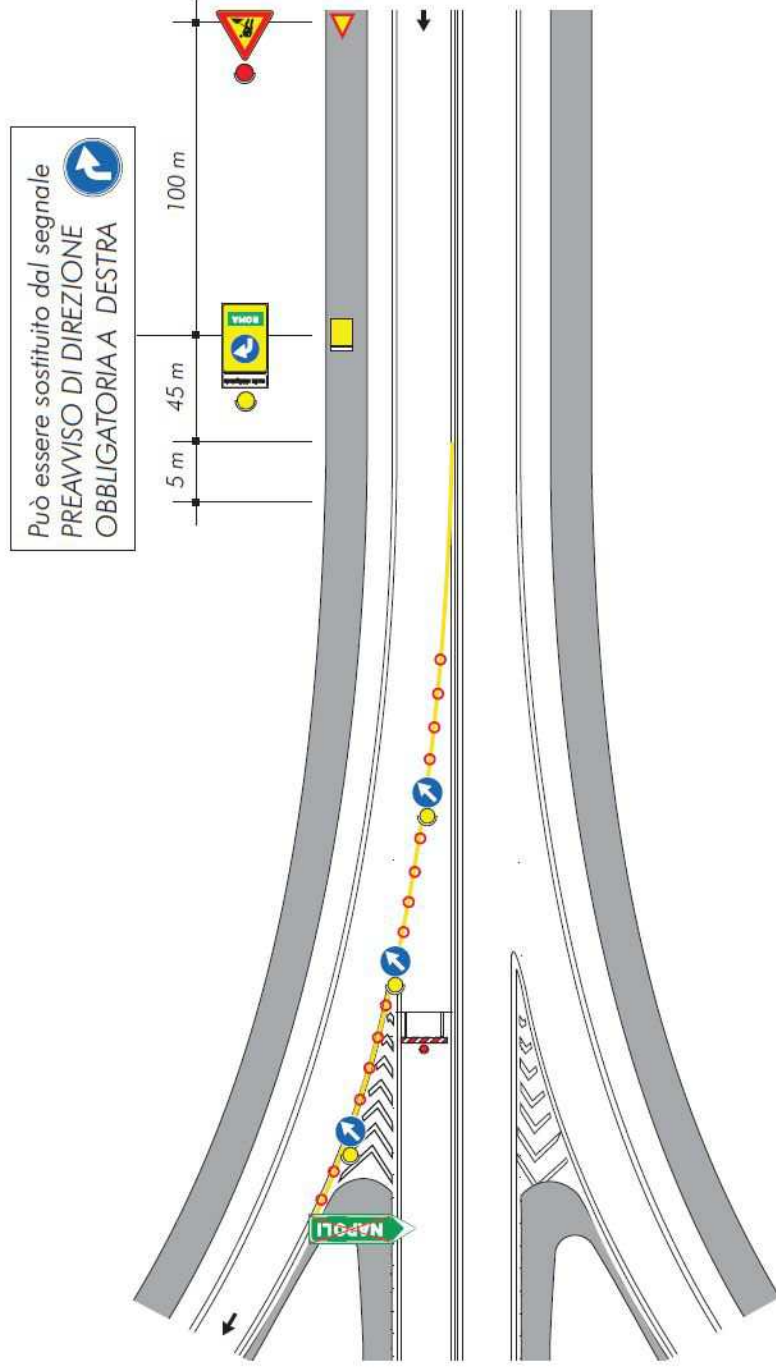 Può essere sostituito dal segnale
PREAVVISO DI DIREZIONE
OBBLIGATORIA A DESTRA
100 m
45 m
5 m
ROMA
NAPOLI